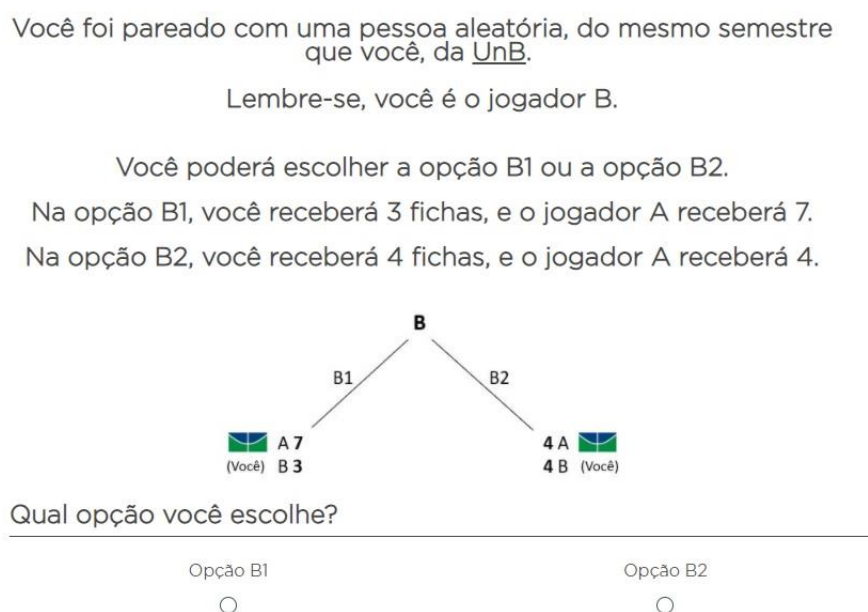 Você foi pareado com uma pessoa aleatória, do mesmo semestre
que você, da UnB.
Lembre-se, você é o jogador B.
Você poderá escolher a opção B1 ou a opção B2.
Na opção B1, você receberá 3 fichas, e o jogador A receberá 7.
Na opção B2, você receberá 4 fichas, e o jogador A receberá 4.
B
B1 B2
A 7 4 A
(Você) B 3 4 B (Você)
Qual opção você escolhe?
Opção B1 Opção B2